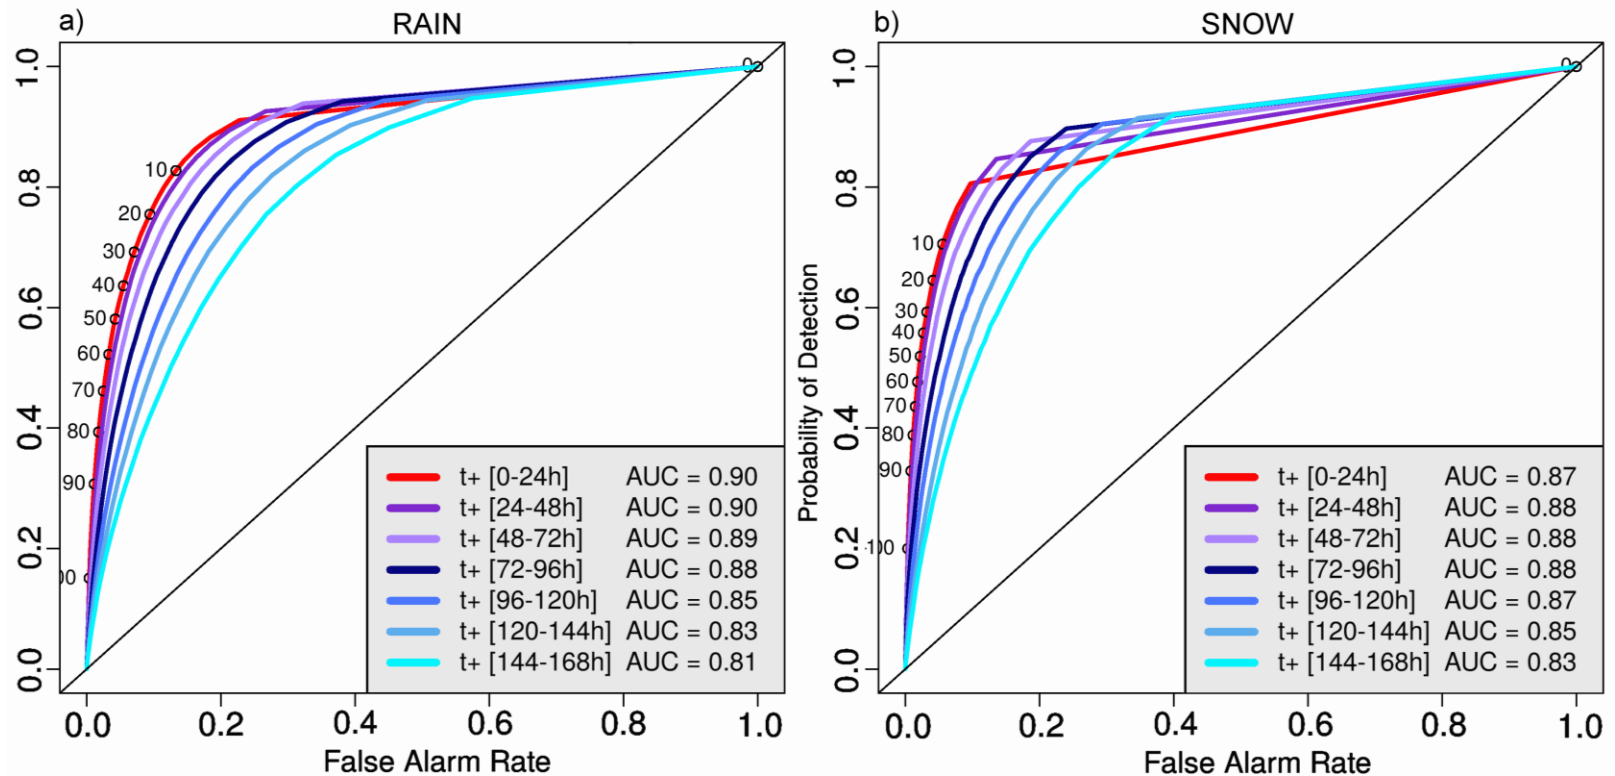 a) RAIN
1.0
0.8
0.6
0.4
0.2
0.0
0
10
20
30
40
50
60
70
80
90
00
t+ [0-24h] AUC = 0.90
t+ [24-48h] AUC = 0.90
t+ [48-72h] AUC = 0.89
t+ [72-96h] AUC = 0.88
t+ [96-120h] AUC = 0.85
t+ [120-144h] AUC = 0.83
t+ [144-168h] AUC = 0.81
0.0 0.2 0.4 0.6 0.8 1.0
False Alarm Rate
b) SNOW
Probability of Detection
1.0
0.8
0.6
0.4
0.2
0.0
0
10
20
30
40
50
60
70
80
90
100
t+ [0-24h] AUC = 0.87
t+ [24-48h] AUC = 0.88
t+ [48-72h] AUC = 0.88
t+ [72-96h] AUC = 0.88
t+ [96-120h] AUC = 0.87
t+ [120-144h] AUC = 0.85
t+ [144-168h] AUC = 0.83
0.0 0.2 0.4 0.6 0.8 1.0
False Alarm Rate